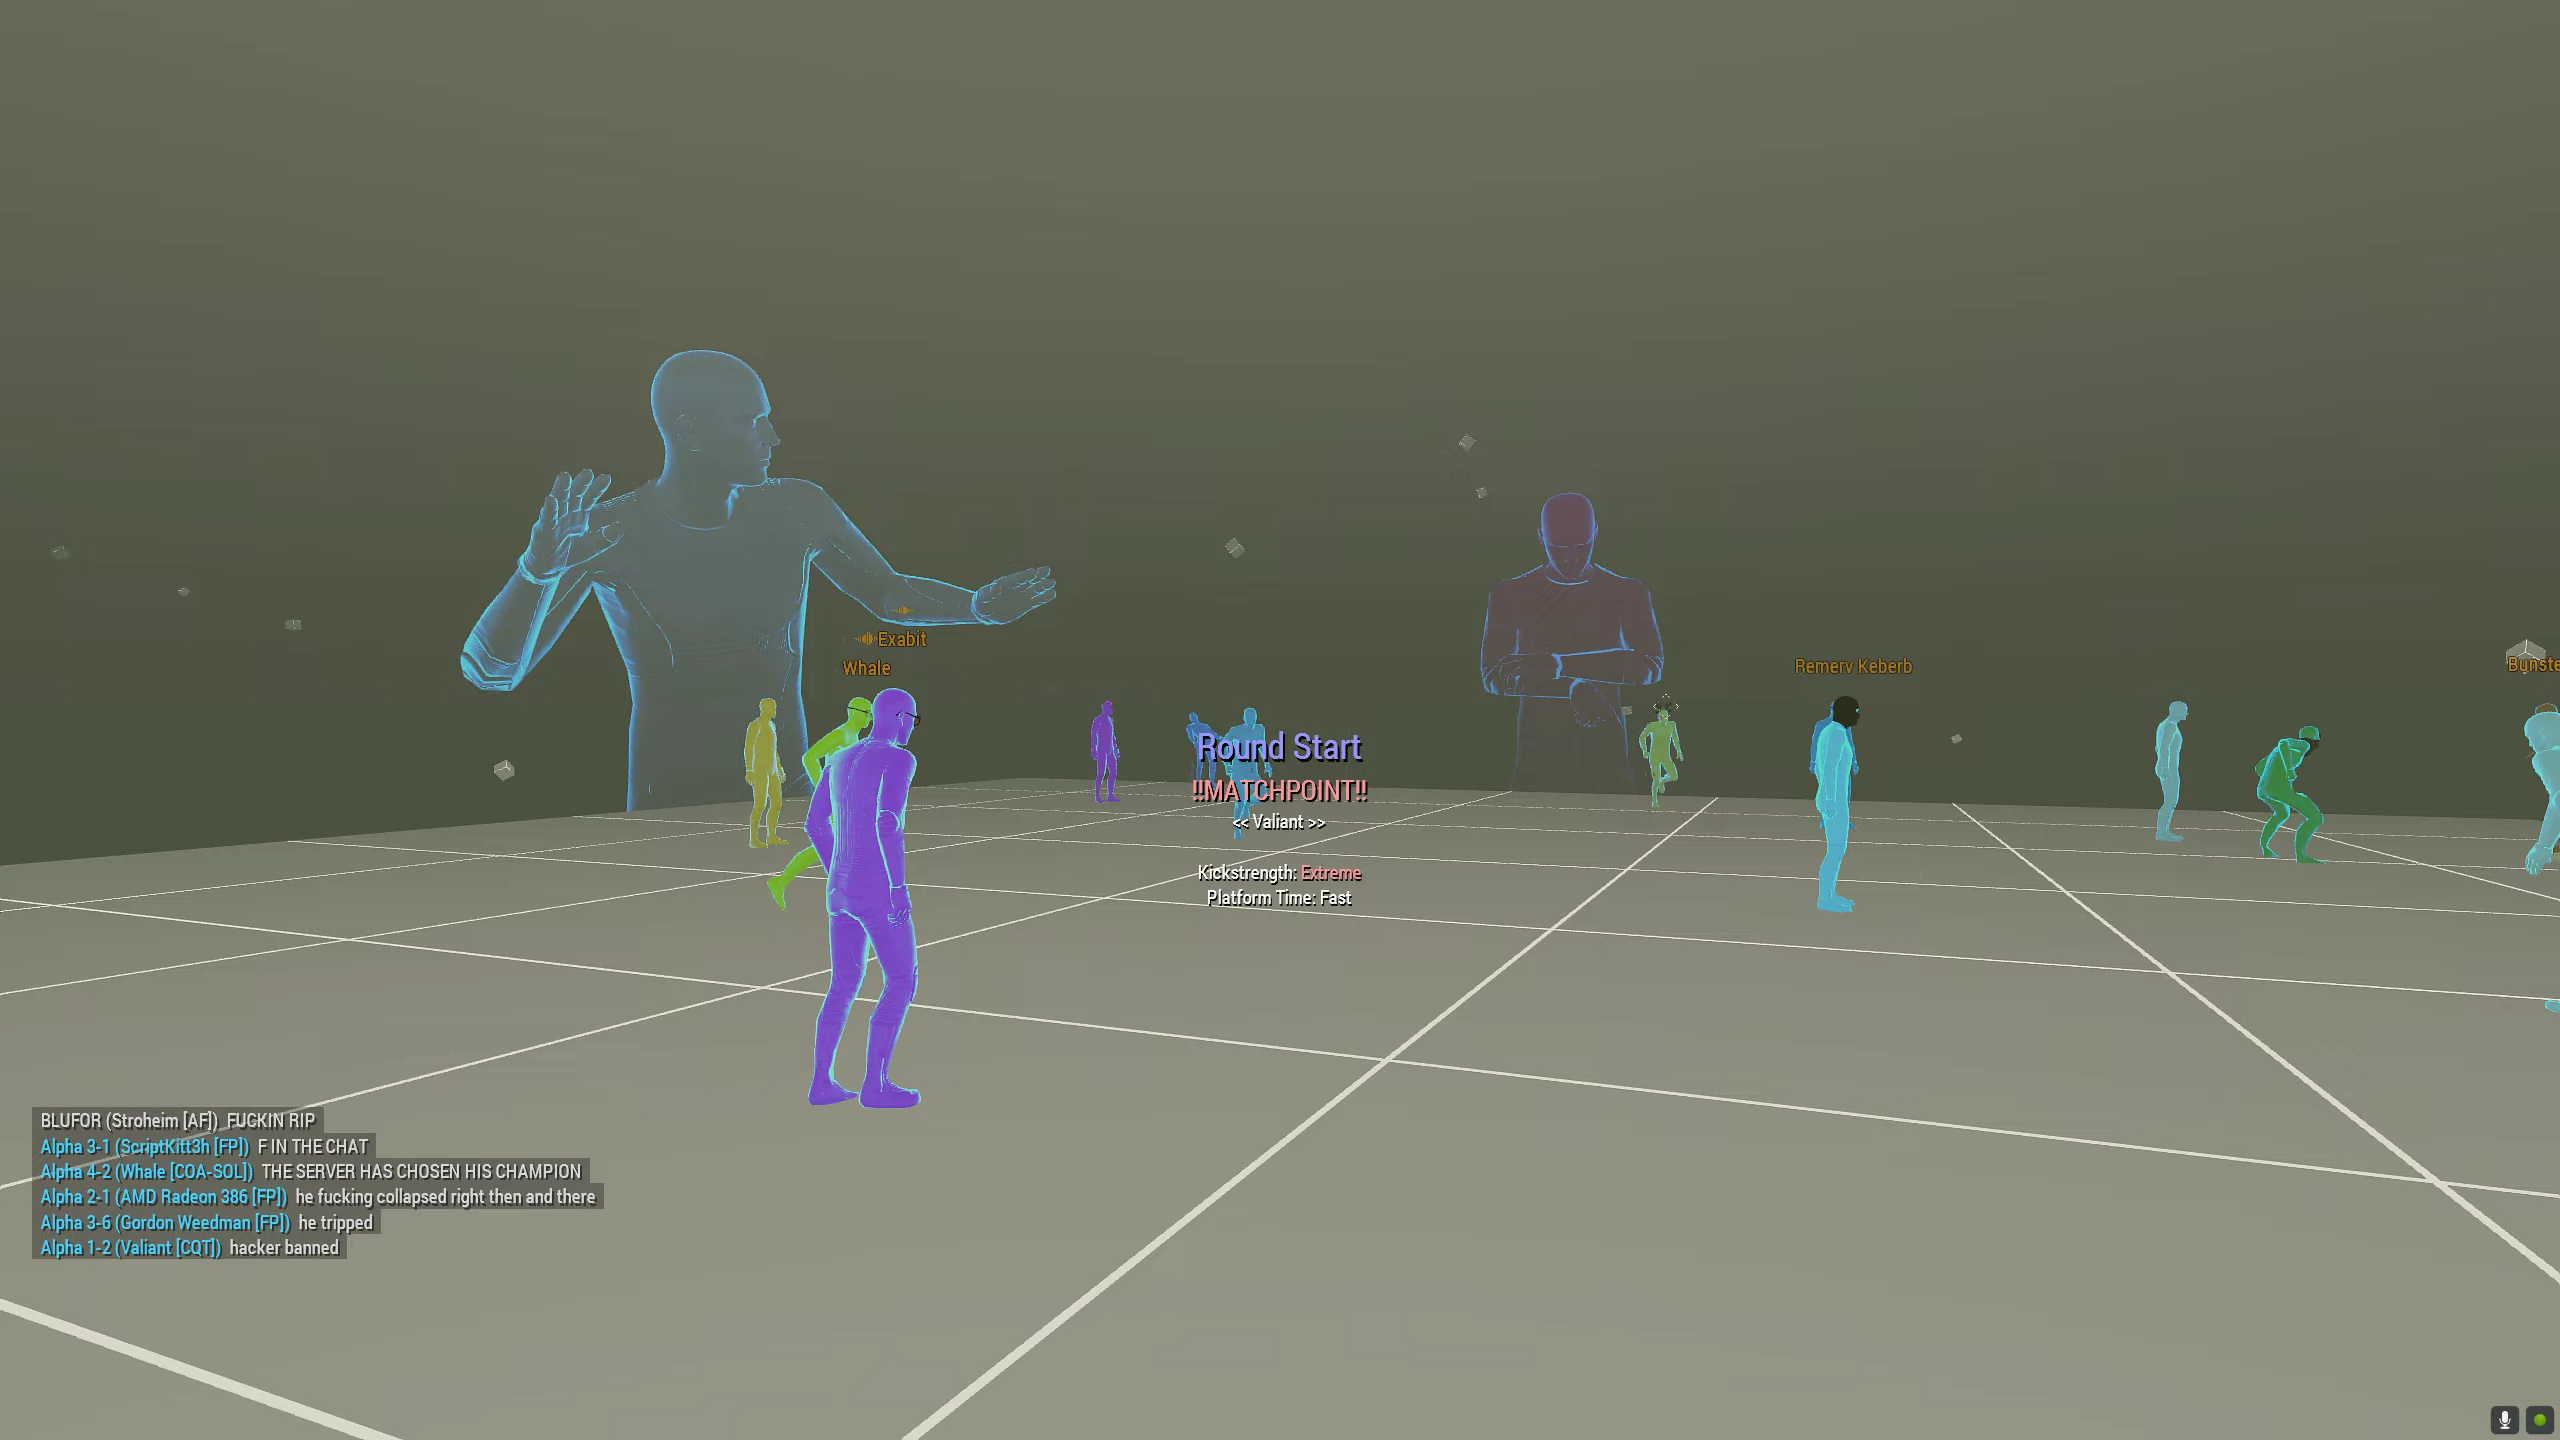 Exabit
Whale
Remerv Keberb
Round Start
!!MATCHPOINT!!
<< Valiant >>
Kickstrength: Extreme
Platform Time: Fast
BLUFOR (Stroheim [AF]) FUCKIN RIP
Alpha 3-1 (ScriptKitt3h [FP]) F IN THE CHAT
Alpha 4-2 (Whale [COA-SOL]) THE SERVER HAS CHOSEN HIS CHAMPION
Alpha 2-1 (AMD Radeon 386 [FP]) he fucking collapsed right then and there
Alpha 3-6 (Gordon Weedman [FP]) he tripped
Alpha 1-2 (Valiant [CQT]) hacker banned